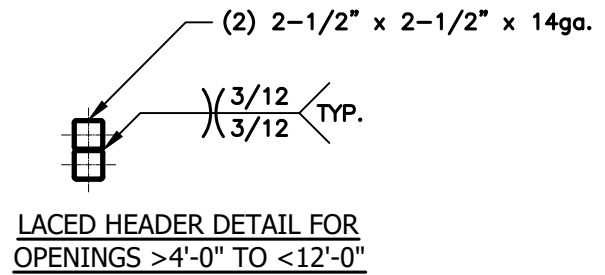 (2) 2-1/2" x 2-1/2" x 14ga.
3/12
3/12
TYP.
LACED HEADER DETAIL FOR
OPENINGS >4'-0" TO <12'-0"